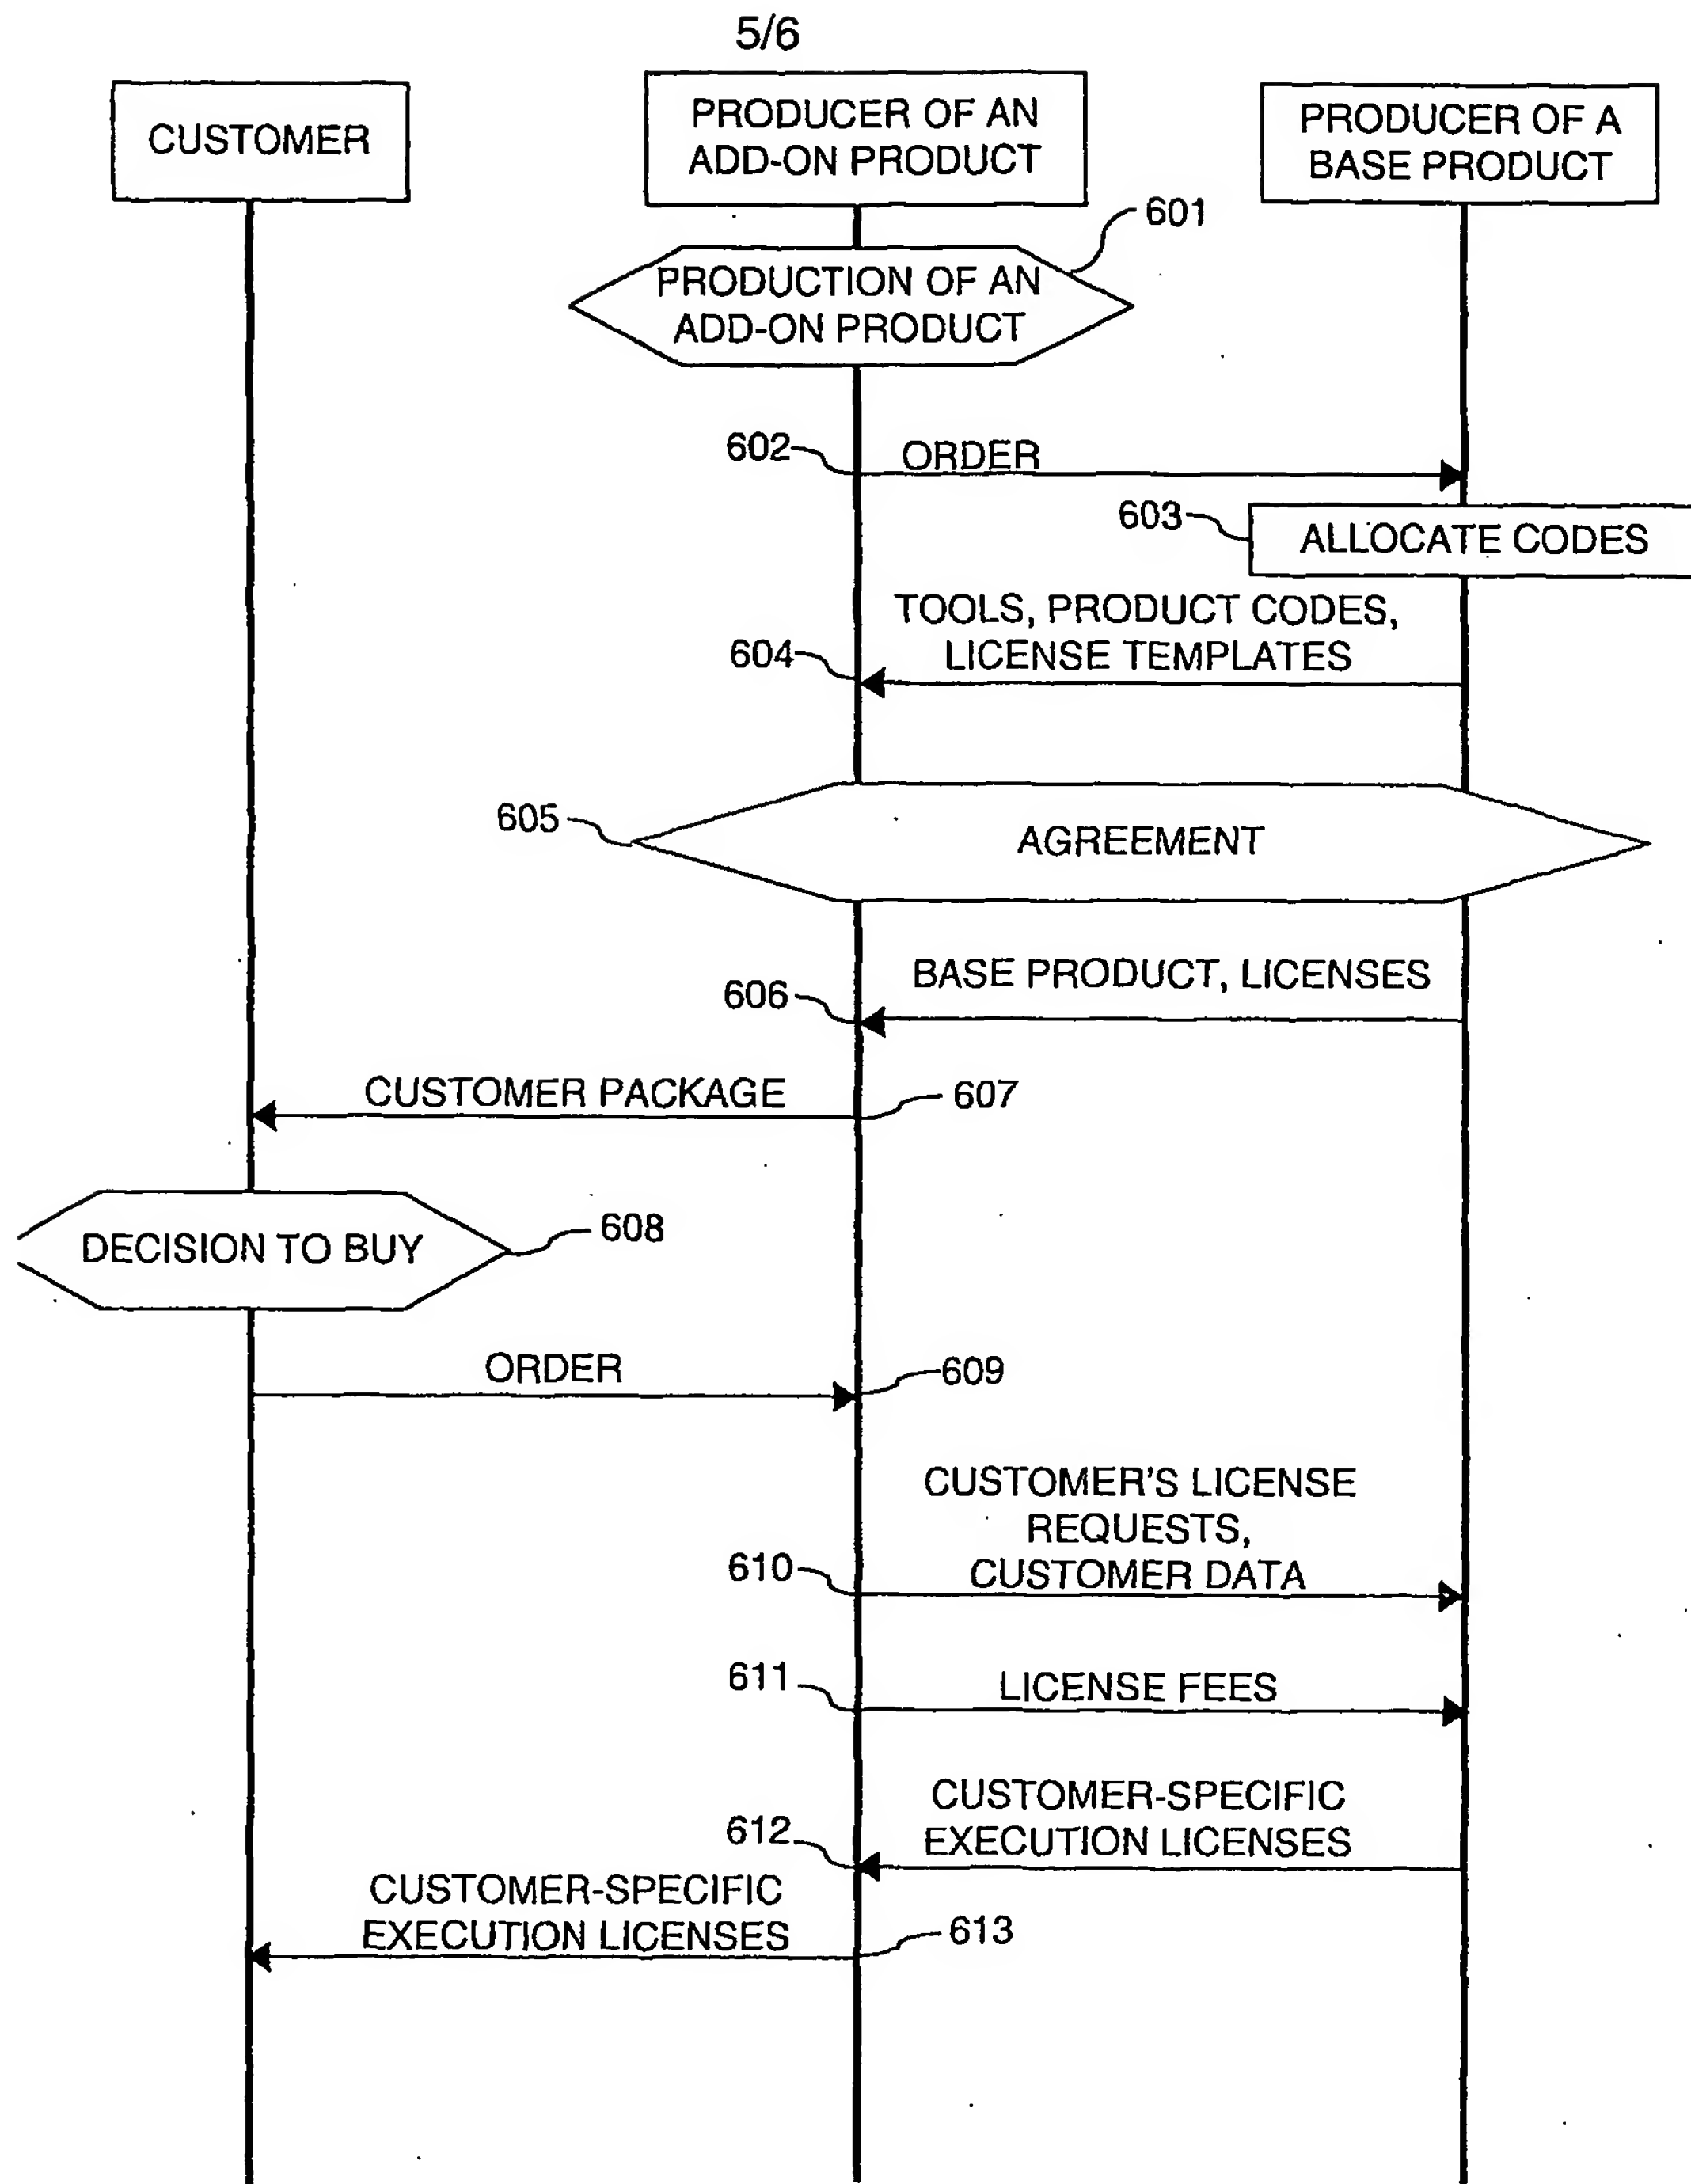 5/6
CUSTOMER
PRODUCER OF AN
ADD-ON PRODUCT
PRODUCER OF A
BASE PRODUCT
601
PRODUCTION OF AN
ADD-ON PRODUCT
602
ORDER
603
ALLOCATE CODES
TOOLS, PRODUCT CODES,
LICENSE TEMPLATES
604
605
AGREEMENT
BASE PRODUCT, LICENSES
606
CUSTOMER PACKAGE
607
DECISION TO BUY
608
ORDER
609
CUSTOMER'S LICENSE
REQUESTS,
CUSTOMER DATA
610
611
LICENSE FEES
CUSTOMER-SPECIFIC
EXECUTION LICENSES
612
CUSTOMER-SPECIFIC
EXECUTION LICENSES
613